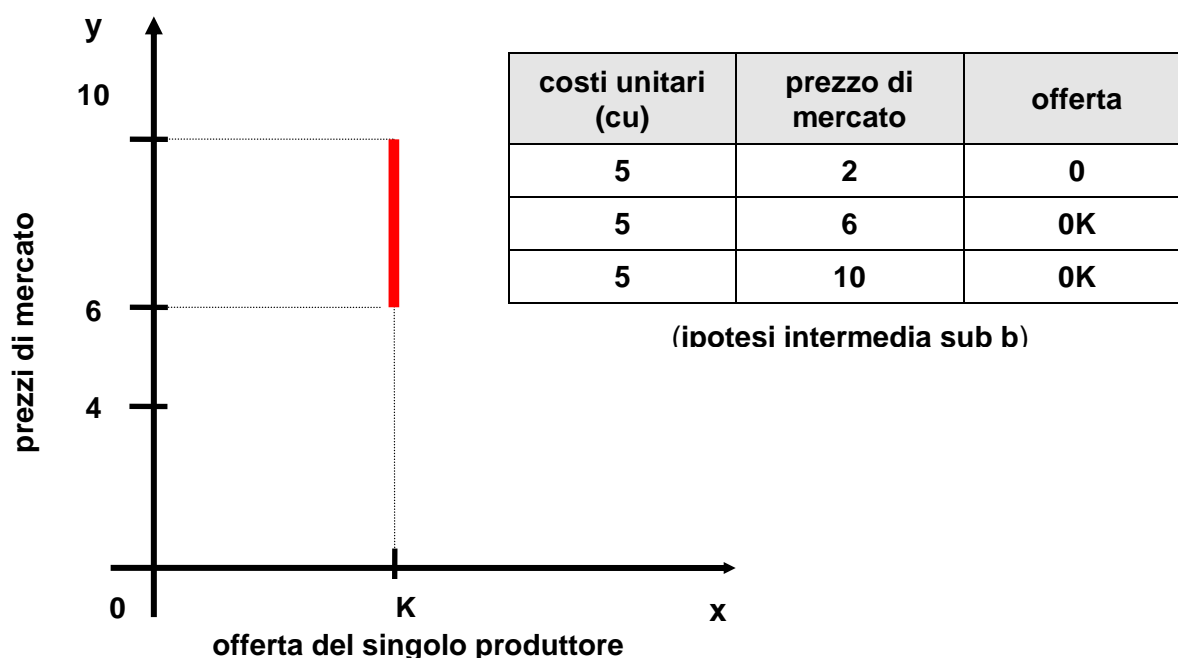 y
10
6
4
0
K
x
prezzi di mercato
offerta del singolo produttore
costi unitari
(cu)
prezzo di
mercato
offerta
5
2
0
5
6
0K
5
10
0K
(ipotesi intermedia sub b)